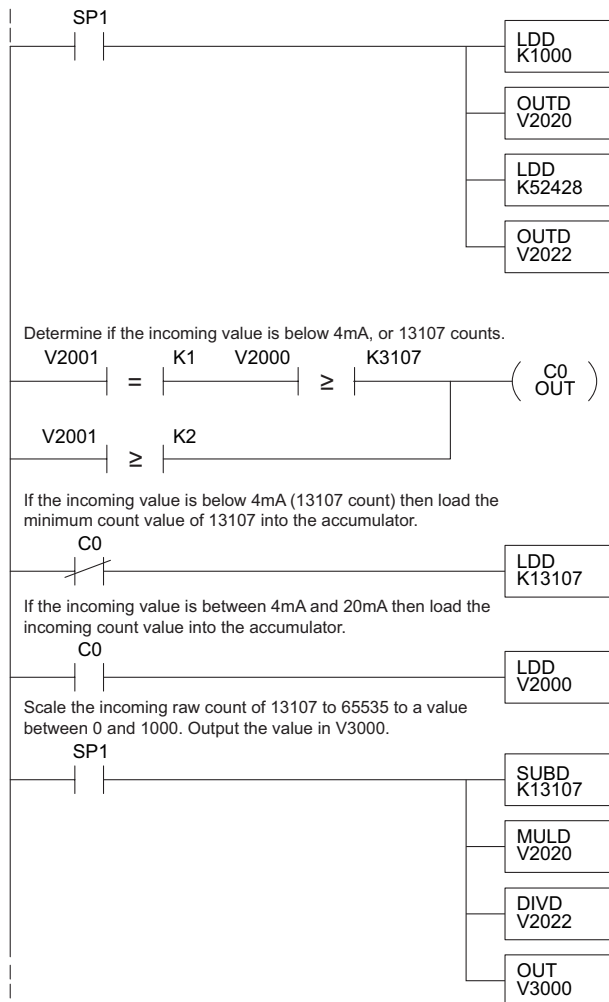 SP1
LDD
K1000
OUTD
V2020
LDD
K52428
OUTD
V2022
Determine if the incoming value is below 4mA, or 13107 counts.
V2001 K1 V2000 K3107
= ≥
C0
OUT
V2001 K2
≥
If the incoming value is below 4mA (13107 count) then load the
minimum count value of 13107 into the accumulator.
C0
LDD
K13107
If the incoming value is between 4mA and 20mA then load the
incoming count value into the accumulator.
C0
LDD
V2000
Scale the incoming raw count of 13107 to 65535 to a value
between 0 and 1000. Output the value in V3000.
SP1
SUBD
K13107
MULD
V2020
DIVD
V2022
OUT
V3000